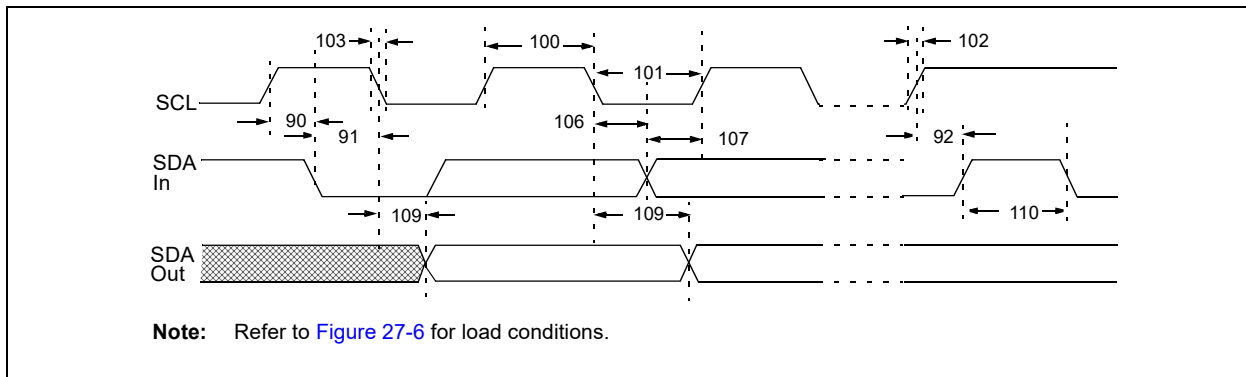 103
100
102
101
SCL
90
91
106
107
92
SDA
In
109
109
110
SDA
Out
Note: Refer to Figure 27-6 for load conditions.